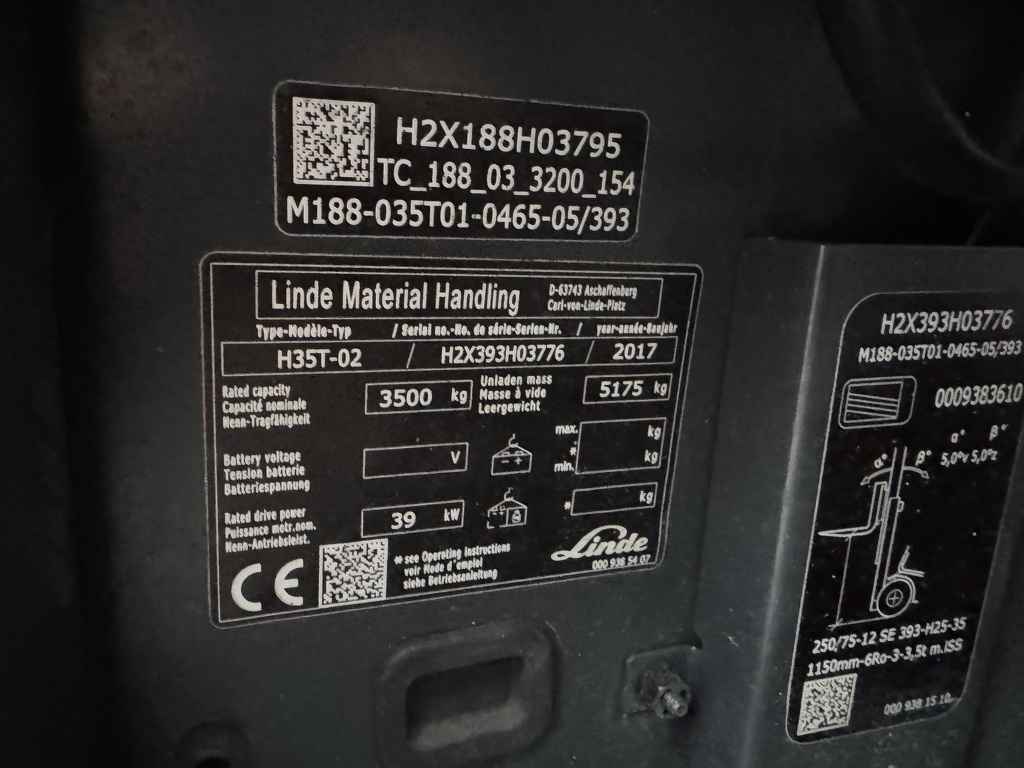 H2X188H03795
TC_188_03_3200_154
M188-035T01-0465-05/393
Linde Material Handling
D-63743 Aschaffenburg
Carl-von-Linde-Platz
Type-Modèle-Typ / Serial no.-No. de série-Serien-Nr. / year-année-Baujahr
H35T-02 / H2X393H03776 / 2017
Rated capacity
Capacité nominale
Nenn-Tragfähigkeit
3500 kg
Unladen mass
Masse à vide
Leergewicht
5175 kg
Battery voltage
Tension batterie
Batteriespannung
V
- +
max.
*
min.
kg
kg
Rated drive power
Puissance motr.nom.
Nenn-Antriebsleist.
39 kW
*
kg
CE
* see Operating instructions
voir Mode d'emploi
siehe Betriebsanleitung
Linde
000 938 54 07
H2X393H03776
M188-035T01-0465-05/393
0009383610
α° β°
5,0°v 5,0°z
α° β°
250/75-12 SE 393-H25-35
1150mm-6Ro-3-3,5t m.ISS
000 938 15 10